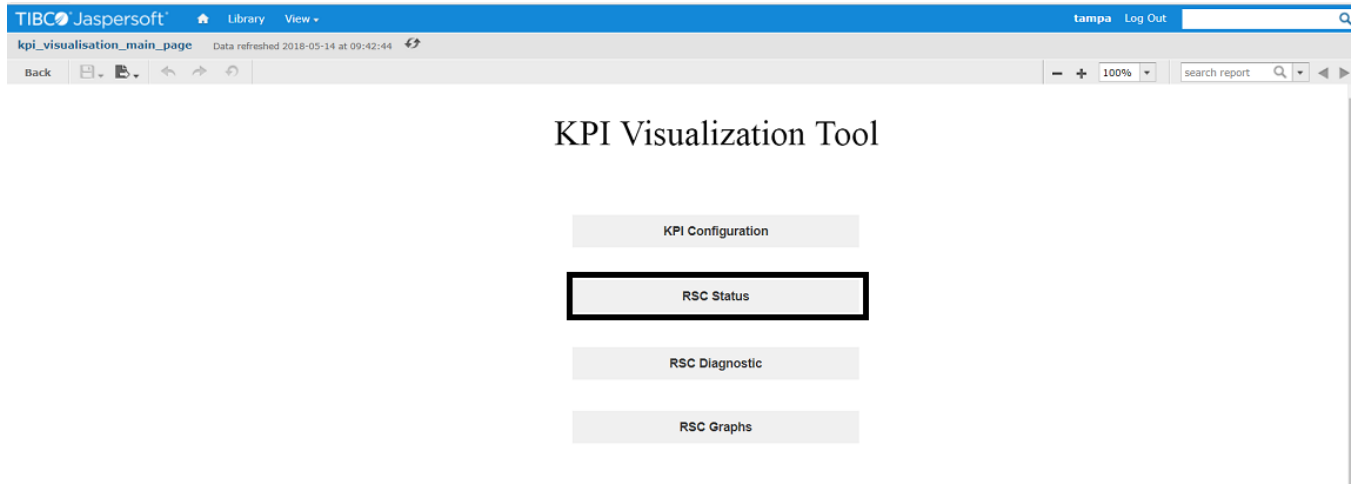 TIBCO Jaspersoft Library View tampa Log Out
kpi_visualisation_main_page Data refreshed 2018-05-14 at 09:42:44
Back 100% search report
KPI Visualization Tool
KPI Configuration
RSC Status
RSC Diagnostic
RSC Graphs